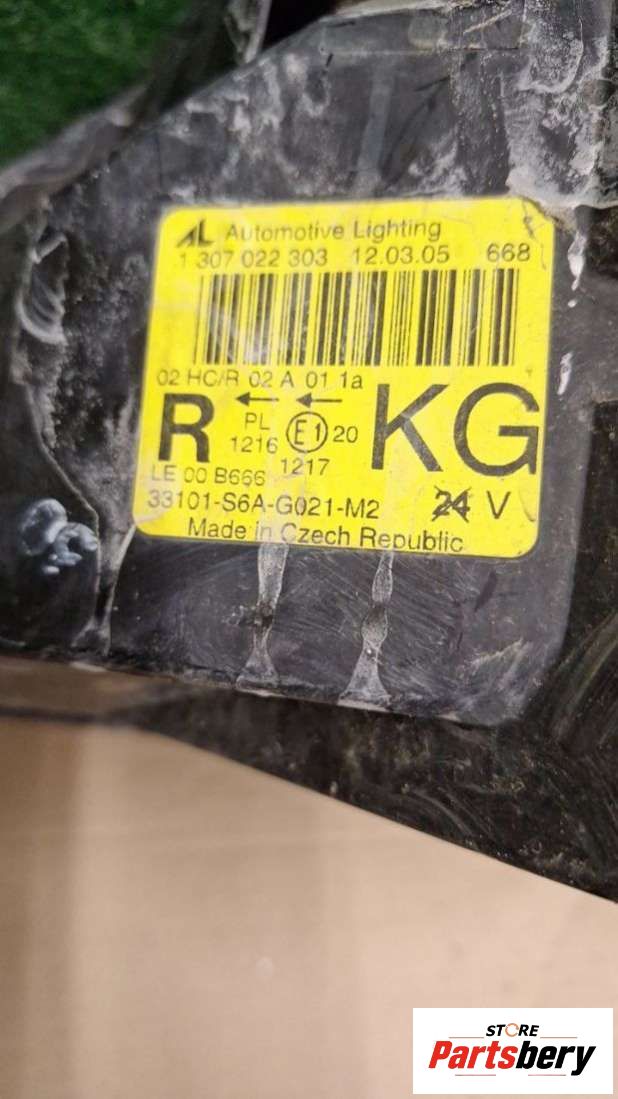 AL Automotive Lighting
1 307 022 303 12.03.05 668
02 HC/R 02 A 01 1a
R PL E1 20 KG
1216
1217
LE 00 B666
33101-S6A-G021-M2 24 V
Made in Czech Republic
STORE
Partsbery